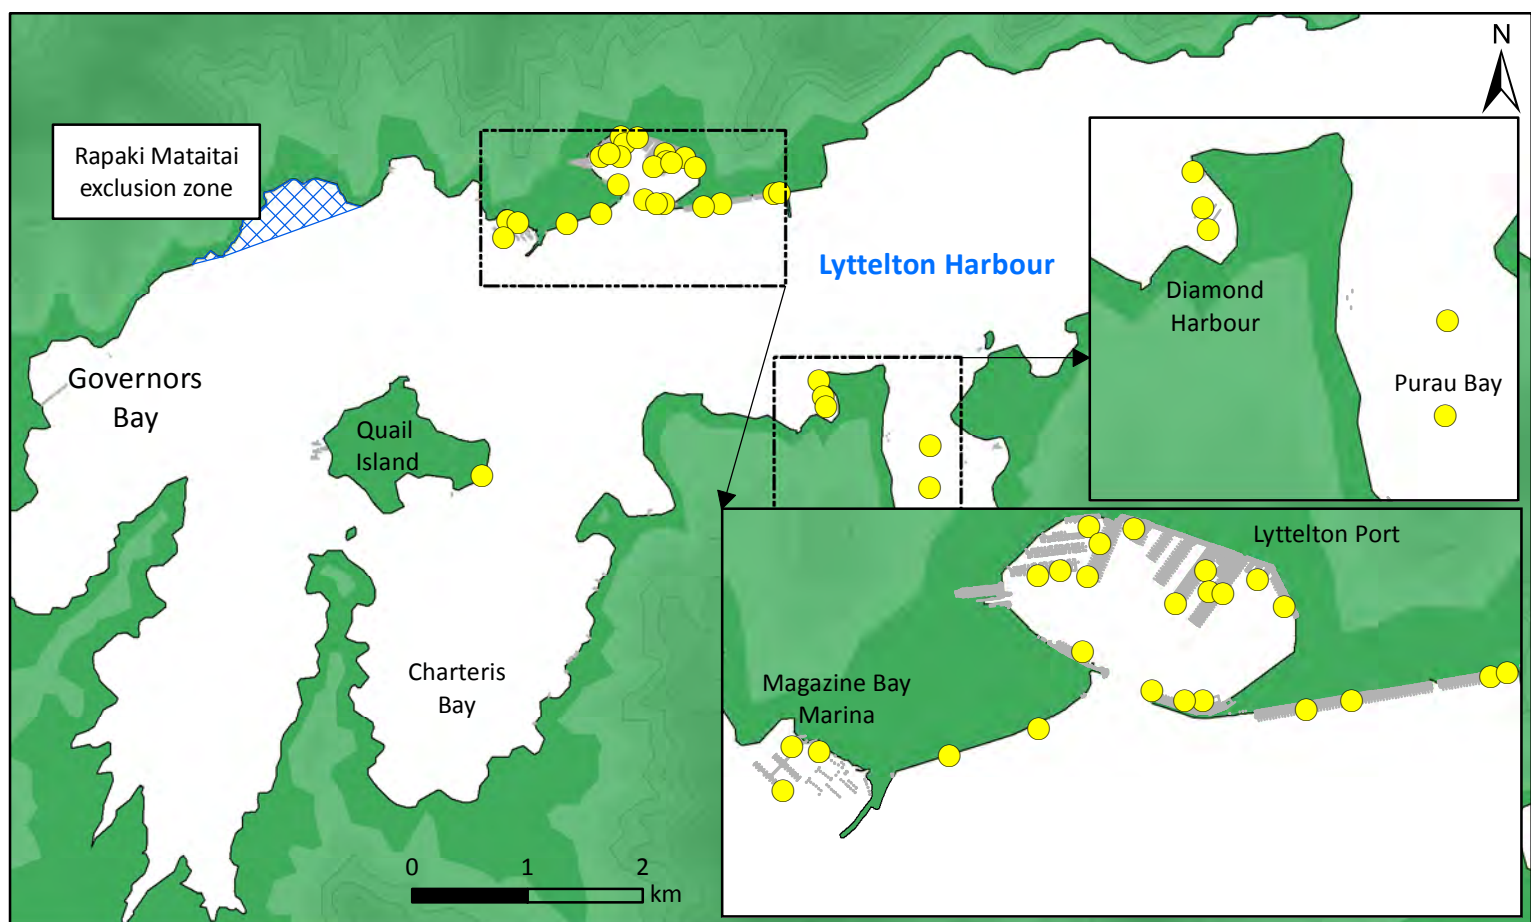 N
Rapaki Mataitai
exclusion zone
Lyttelton Harbour
Diamond
Harbour
Purau Bay
Governors
Bay
Quail
Island
Lyttelton Port
Magazine Bay
Marina
Charteris
Bay
0 1 2
km